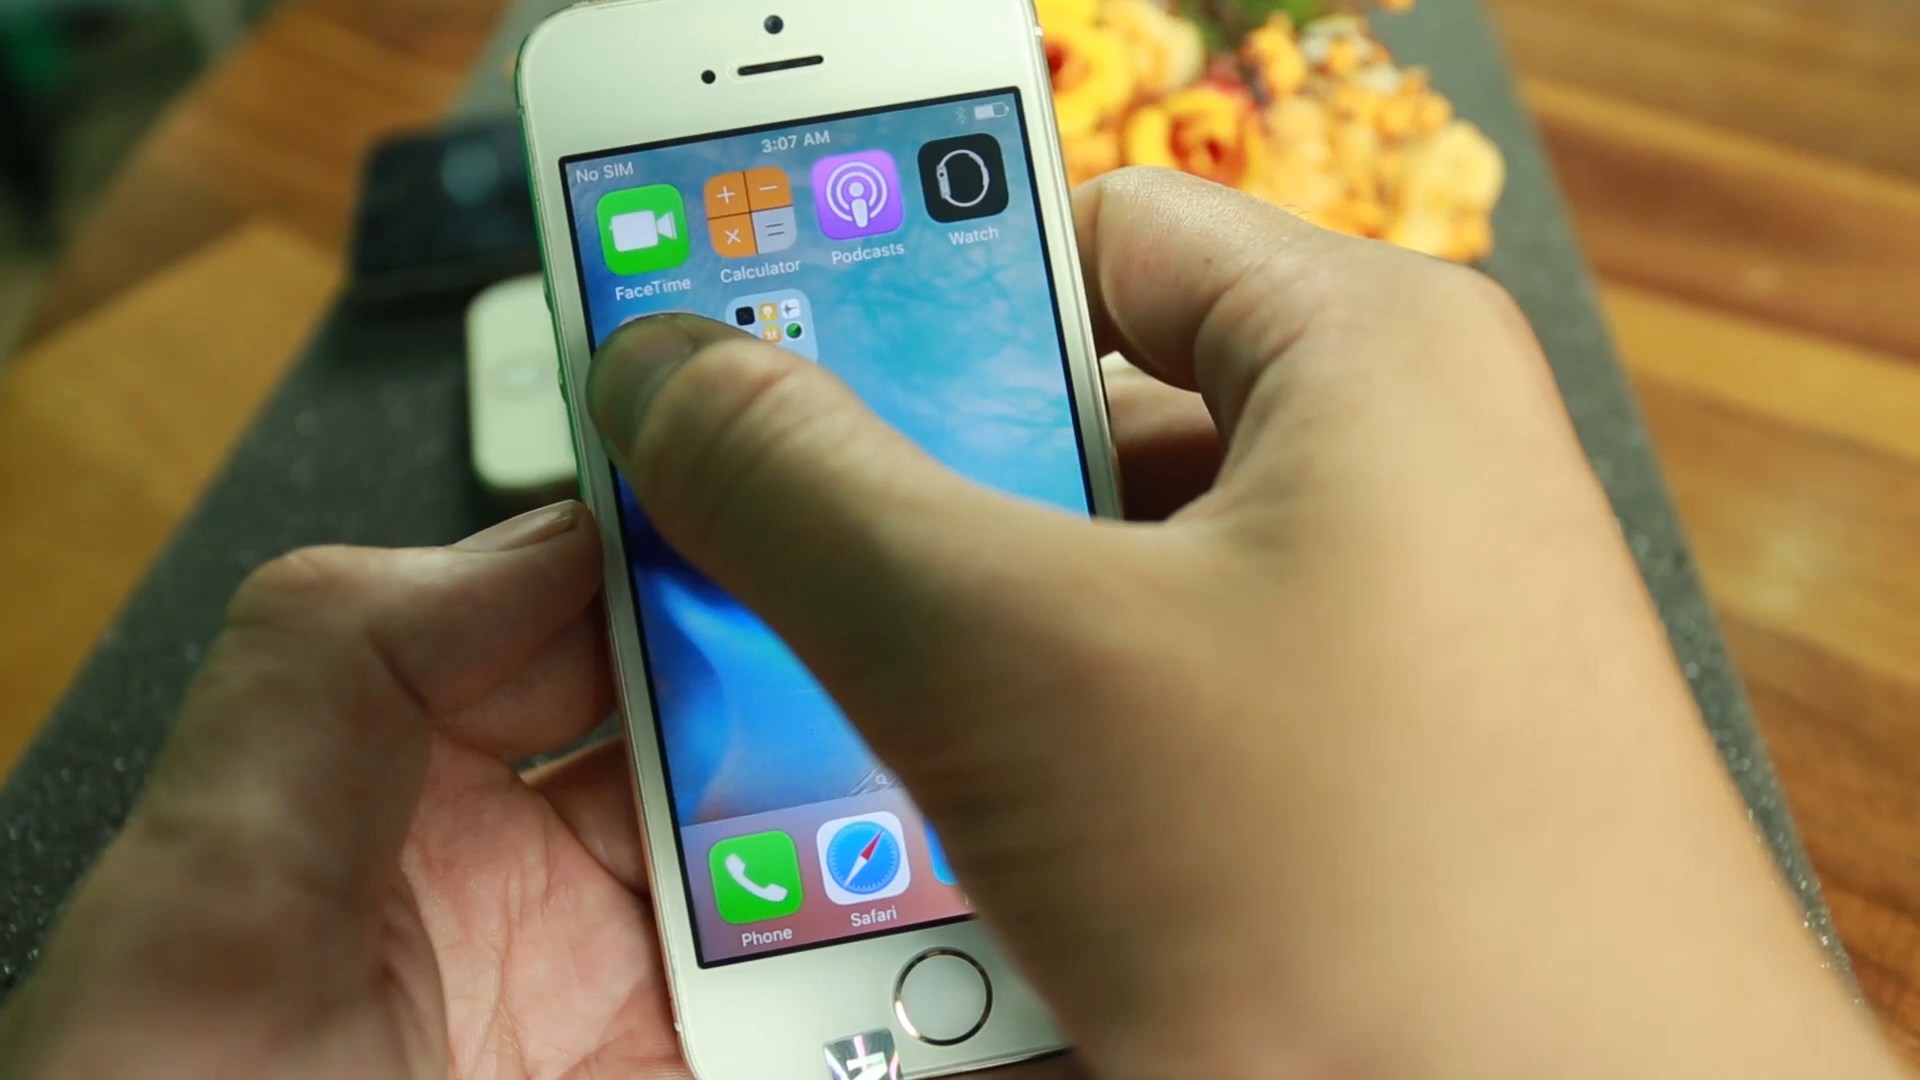 3:07 AM
No SIM
FaceTime
Calculator
Podcasts
Watch
Phone
Safari